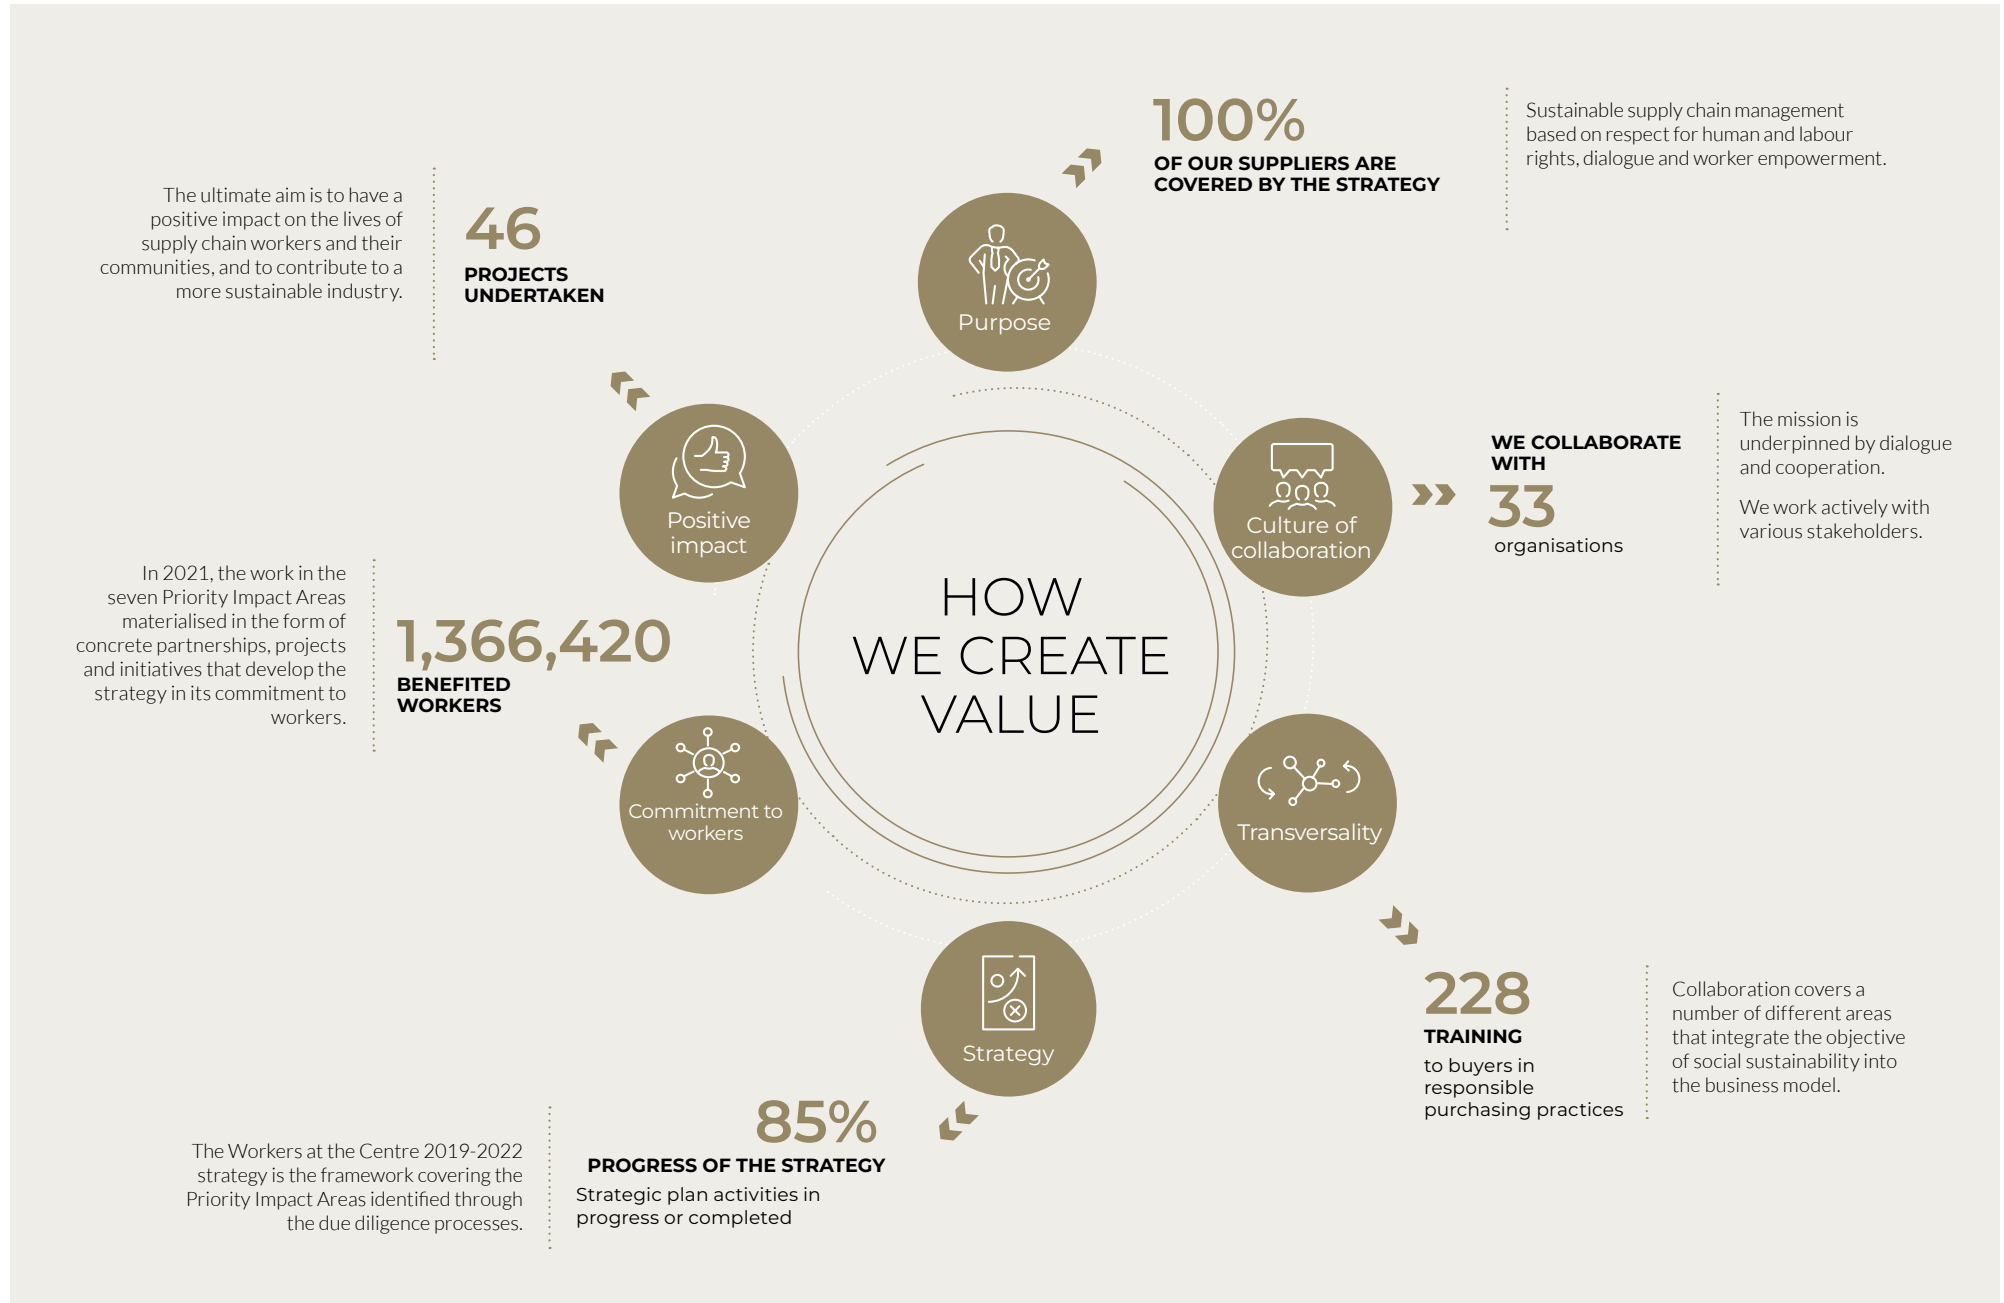 HOW
WE CREATE
VALUE
Purpose
100%
OF OUR SUPPLIERS ARE
COVERED BY THE STRATEGY
Sustainable supply chain management
based on respect for human and labour
rights, dialogue and worker empowerment.
Culture of
collaboration
WE COLLABORATE
WITH
33
organisations
The mission is
underpinned by dialogue
and cooperation.
We work actively with
various stakeholders.
Transversality
228
TRAINING
to buyers in
responsible
purchasing practices
Collaboration covers a
number of different areas
that integrate the objective
of social sustainability into
the business model.
Strategy
85%
PROGRESS OF THE STRATEGY
Strategic plan activities in
progress or completed
The Workers at the Centre 2019-2022
strategy is the framework covering the
Priority Impact Areas identified through
the due diligence processes.
Commitment to
workers
1,366,420
BENEFITED
WORKERS
In 2021, the work in the
seven Priority Impact Areas
materialised in the form of
concrete partnerships, projects
and initiatives that develop the
strategy in its commitment to
workers.
Positive
impact
46
PROJECTS
UNDERTAKEN
The ultimate aim is to have a
positive impact on the lives of
supply chain workers and their
communities, and to contribute to a
more sustainable industry.